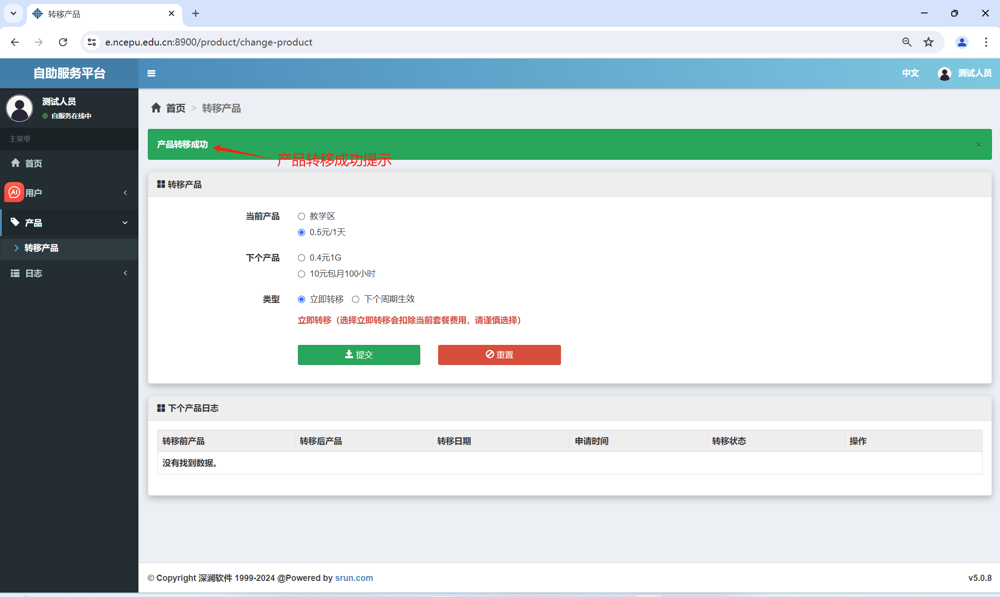 转移产品
e.ncepu.edu.cn:8900/product/change-product
自助服务平台
中文
测试人员
测试人员
自服务在线中
主菜单
首页
AI
用户
产品
转移产品
日志
首页 > 转移产品
产品转移成功
×
产品转移成功提示
转移产品
当前产品
教学区
0.5元/1天
下个产品
0.4元1G
10元包月100小时
类型
立即转移
下个周期生效
立即转移（选择立即转移会扣除当前套餐费用，请谨慎选择）
提交
重置
下个产品日志
转移前产品
转移后产品
转移日期
申请时间
转移状态
操作
没有找到数据。
© Copyright 深澜软件 1999-2024 @Powered by srun.com
v5.0.8